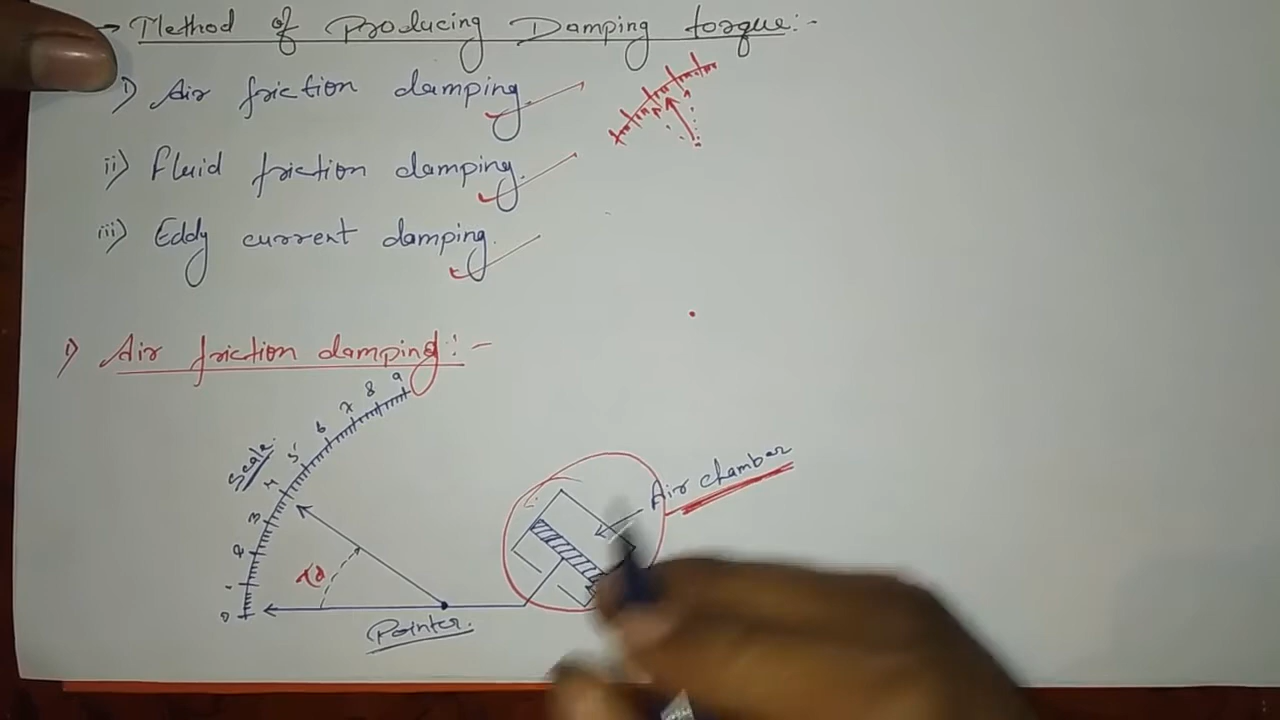 → Method of Producing Damping torque:-
i) Air friction damping.
ii) Fluid friction damping.
iii) Eddy current damping.
i) Air friction damping:-
9
8
7
6
5
Scale
4
3
2
1
0
Air chamber
Pointer.